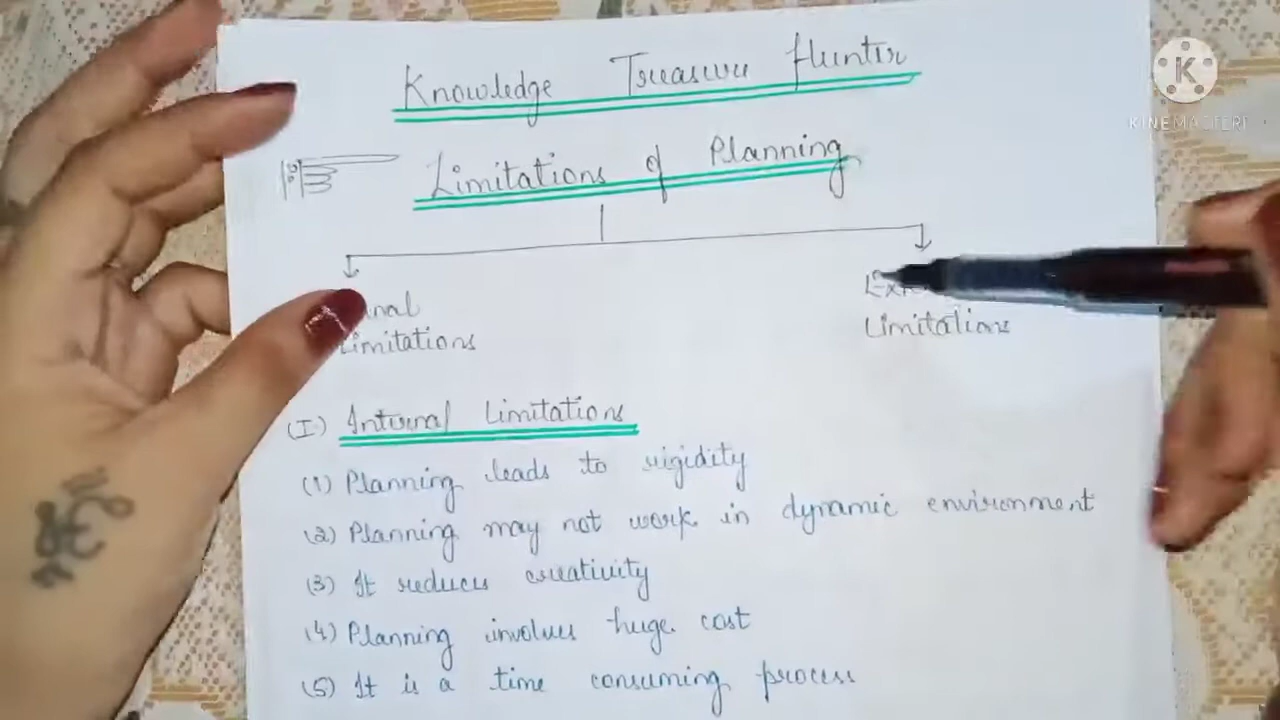 Knowledge Treasure Hunter
K
KINEMASTER
Limitations of Planning
Limitations
Limitations
(I) Internal Limitations
(1) Planning leads to rigidity
(2) Planning may not work in dynamic environment
(3) It reduces creativity
(4) Planning involves huge cost
(5) It is a time consuming process